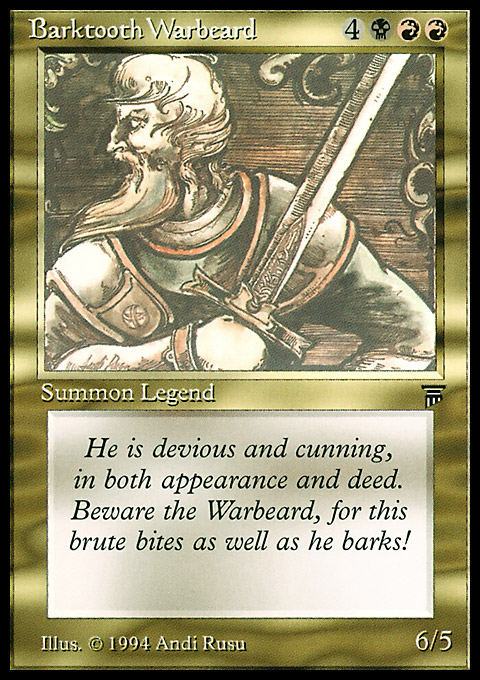 Barktooth Warbeard 4
Summon Legend
He is devious and cunning,
in both appearance and deed.
Beware the Warbeard, for this
brute bites as well as he barks!
Illus. © 1994 Andi Rusu
6/5